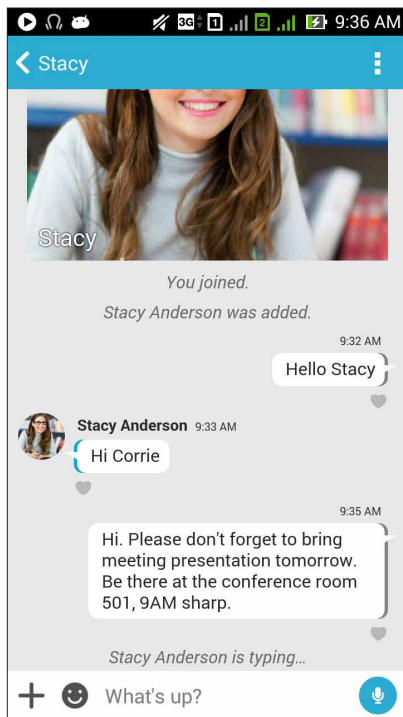 3G 1 2 9:36 AM
Stacy
Stacy
You joined.
Stacy Anderson was added.
9:32 AM
Hello Stacy
Stacy Anderson 9:33 AM
Hi Corrie
9:35 AM
Hi. Please don't forget to bring
meeting presentation tomorrow.
Be there at the conference room
501, 9AM sharp.
Stacy Anderson is typing...
What's up?